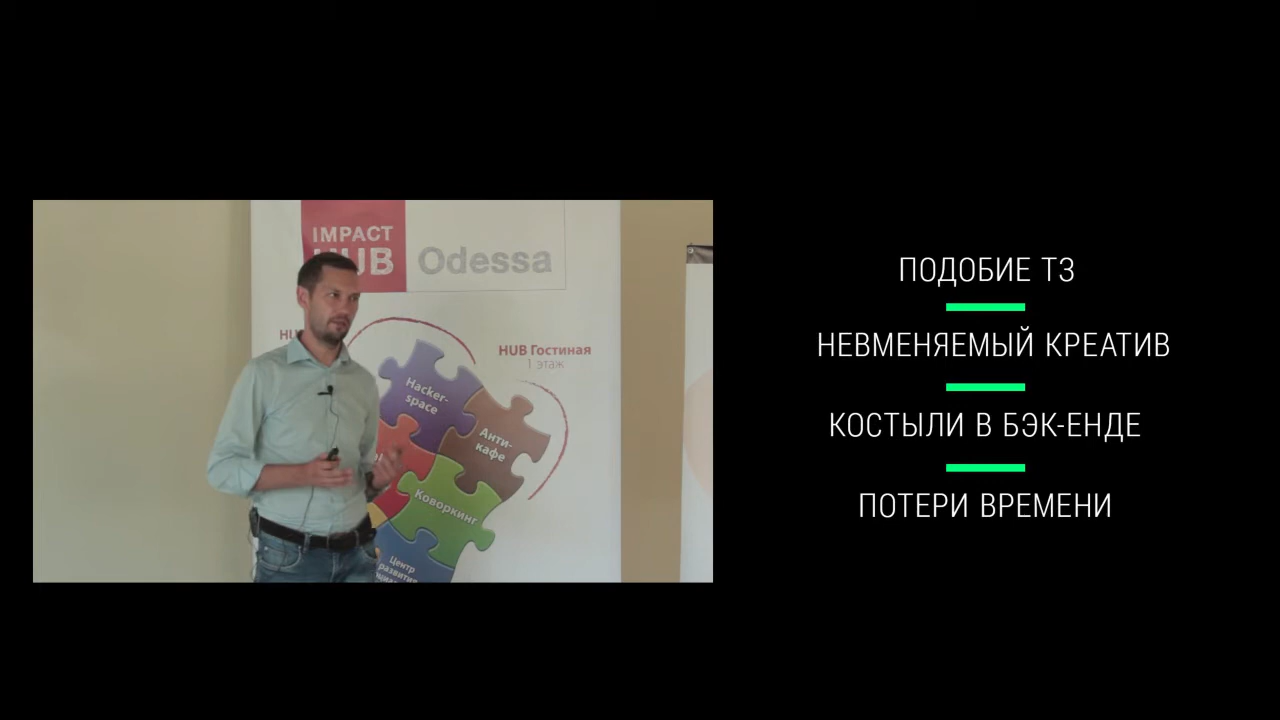 IMPACT
HUB
Odessa
HUB Гостиная
1 этаж
Hacker-
space
Анти-
кафе
Коворкинг
Центр
развития
ПОДОБИЕ ТЗ
НЕВМЕНЯЕМЫЙ КРЕАТИВ
КОСТЫЛИ В БЭК-ЕНДЕ
ПОТЕРИ ВРЕМЕНИ